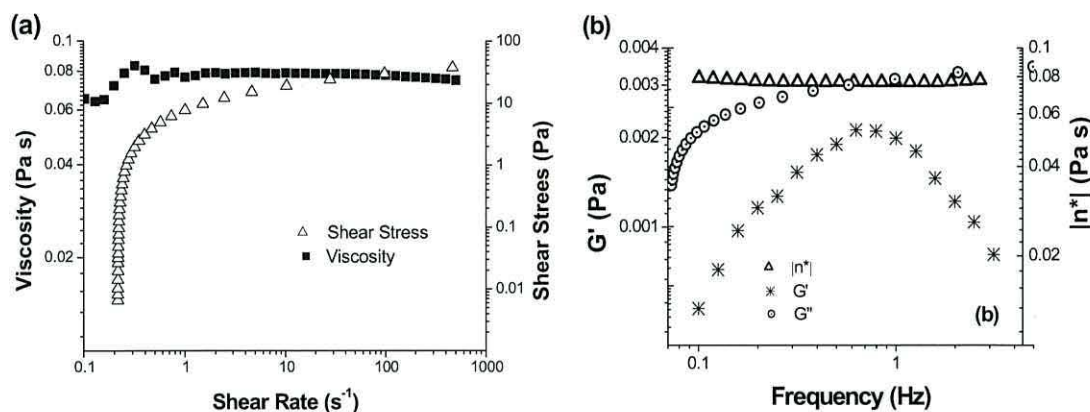 (a)
0.1
0.08
0.06
0.04
0.02
Viscosity (Pa s)
100
10
1
0.1
0.01
Shear Strees (Pa)
Shear Stress
Viscosity
0.1 1 10 100 1000
Shear Rate (s⁻¹)
(b)
0.004
0.003
0.002
0.001
G' (Pa)
0.1
0.08
0.06
0.04
0.02
|n*| (Pa s)
|n*|
G'
G"
(b)
0.1 1
Frequency (Hz)